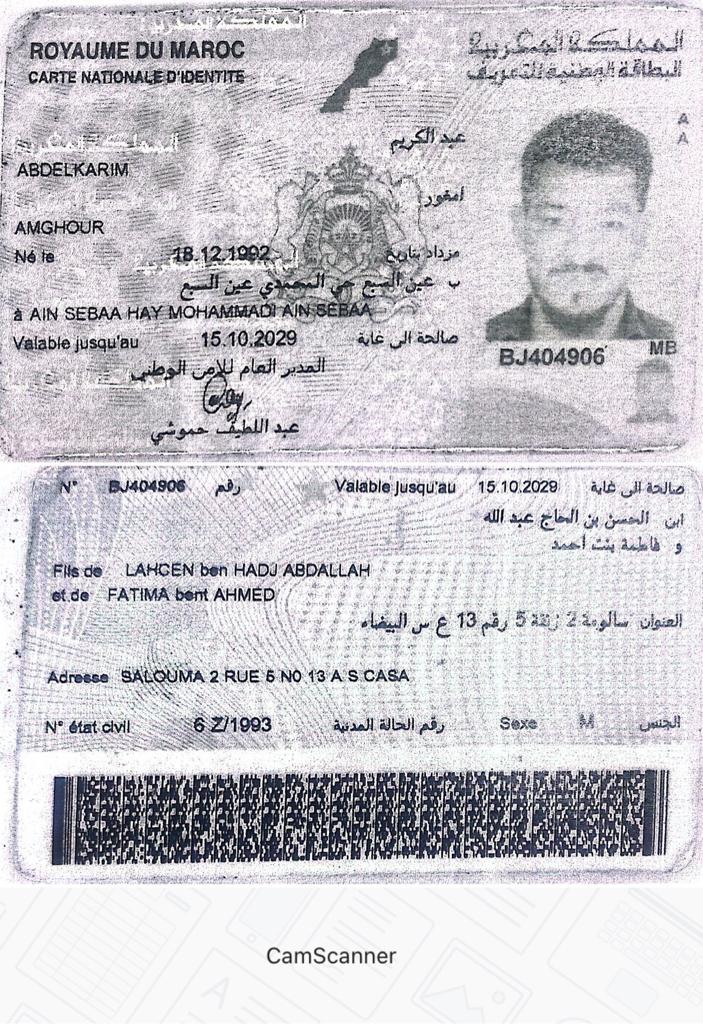 ROYAUME DU MAROC
المملكة المغربية
CARTE NATIONALE D'IDENTITE
البطاقة الوطنية للتعريف
عبد الكريم
ABDELKARIM
امغور
AMGHOUR
Né le 18.12.1992 مزداد بتاريخ
ب عين السبع حي المحمدي عين السبع
à AIN SEBAA HAY MOHAMMADI AIN SEBAA
Valable jusqu'au 15.10.2029 صالحة الى غاية
المدير العام للامن الوطني
عبد اللطيف حموشي
BJ404906
MB
A
A
N° BJ404906 رقم Valable jusqu'au 15.10.2029 صالحة الى غاية
ابن الحسن بن الحاج عبد الله
و فاطمة بنت احمد
Fils de LAHCEN ben HADJ ABDALLAH
et de FATIMA bent AHMED
العنوان سالومة 2 زنقة 5 رقم 13 ع س البيضاء
Adresse SALOUMA 2 RUE 5 N0 13 A S CASA
N° état civil 6 Z/1993 رقم الحالة المدنية Sexe M الجنس
CamScanner